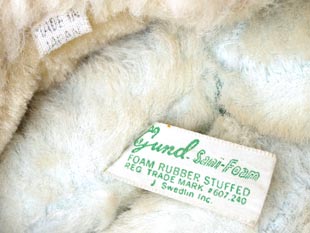 MADE IN
JAPAN
Gund Sani-Foam
FOAM RUBBER STUFFED
REG TRADE MARK #607,240
J Swedlin Inc.